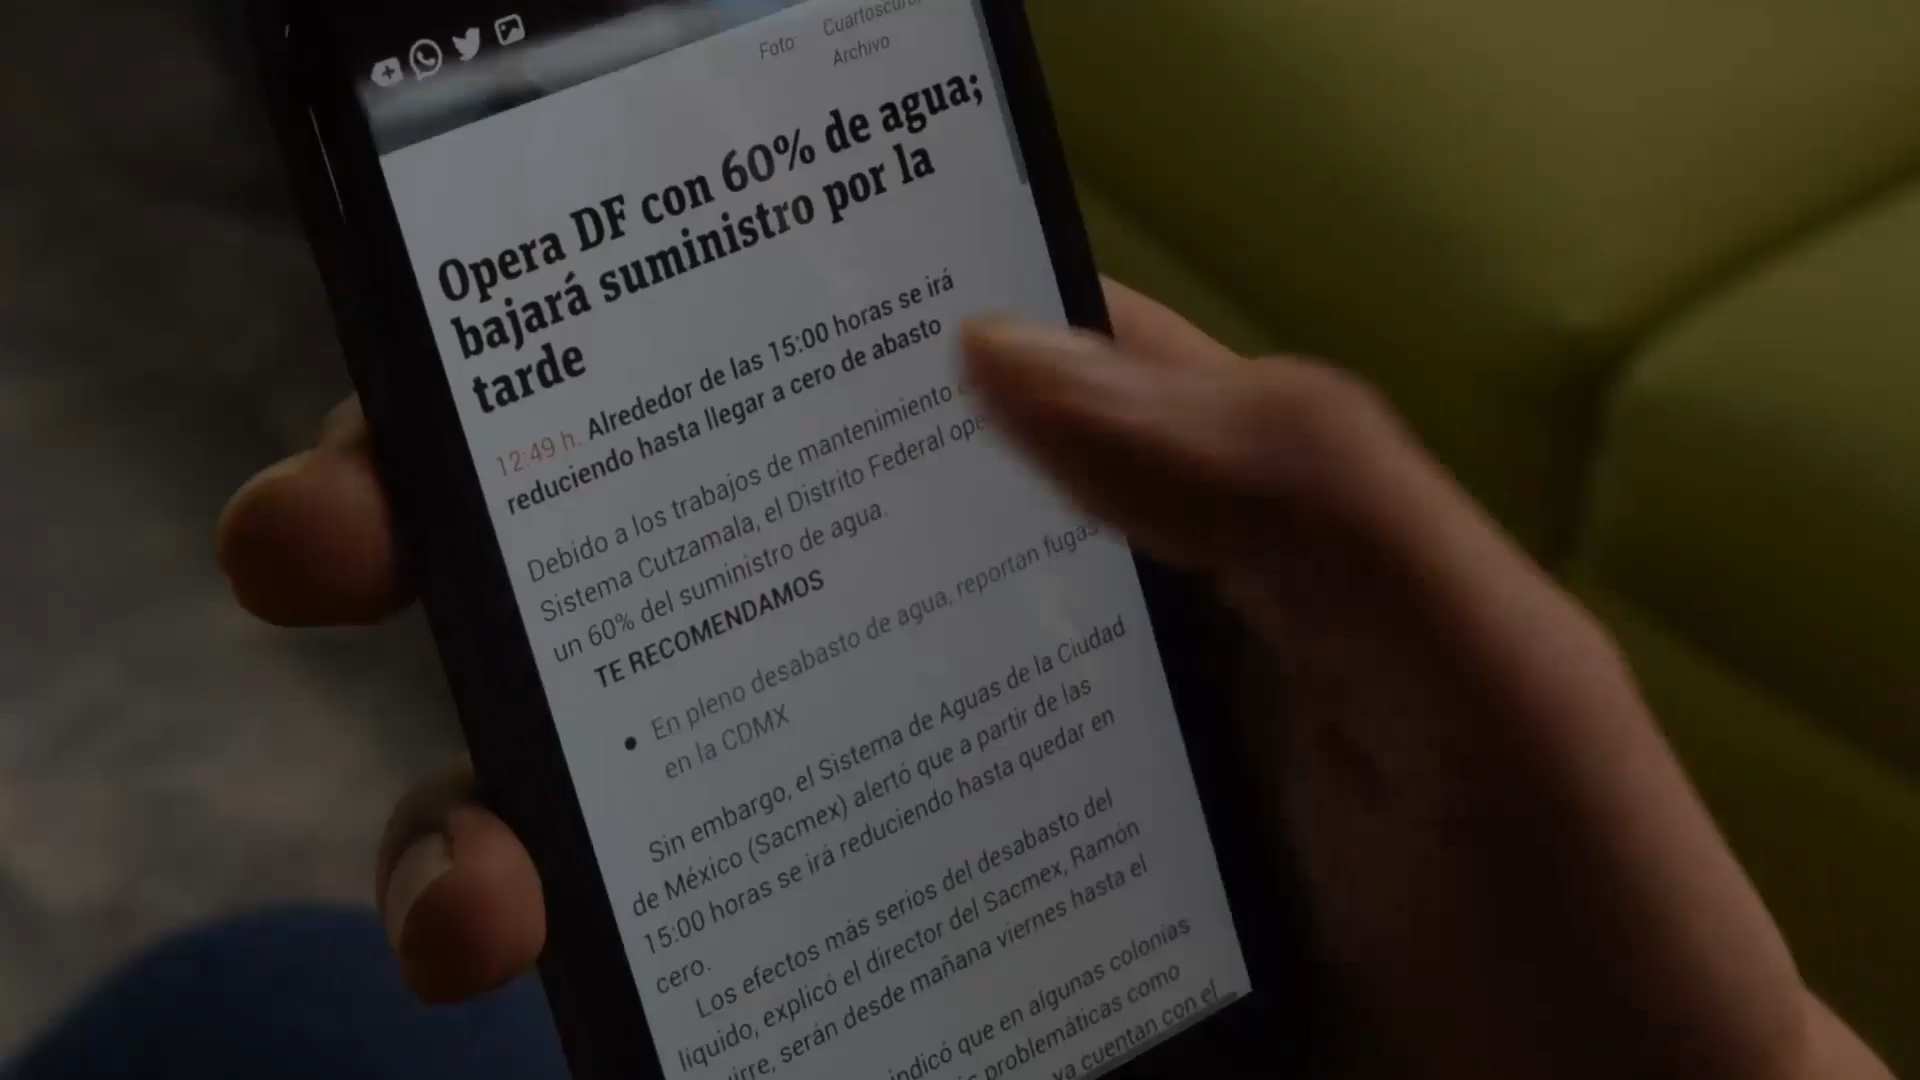 Foto: Cuartoscuro/
Archivo
Opera DF con 60% de agua;
bajará suministro por la
tarde
12:49 h. Alrededor de las 15:00 horas se irá
reduciendo hasta llegar a cero de abasto
Debido a los trabajos de mantenimiento
Sistema Cutzamala, el Distrito Federal
un 60% del suministro de agua.
TE RECOMENDAMOS
• En pleno desabasto de agua, reportan fugas
en la CDMX
Sin embargo, el Sistema de Aguas de la Ciudad
de México (Sacmex) alertó que a partir de las
15:00 horas se irá reduciendo hasta quedar en
cero.
Los efectos más serios del desabasto del
líquido, explicó el director del Sacmex, Ramón
serán desde mañana viernes hasta el
indicó que en algunas colonias
problemáticas como
ya cuentan con el